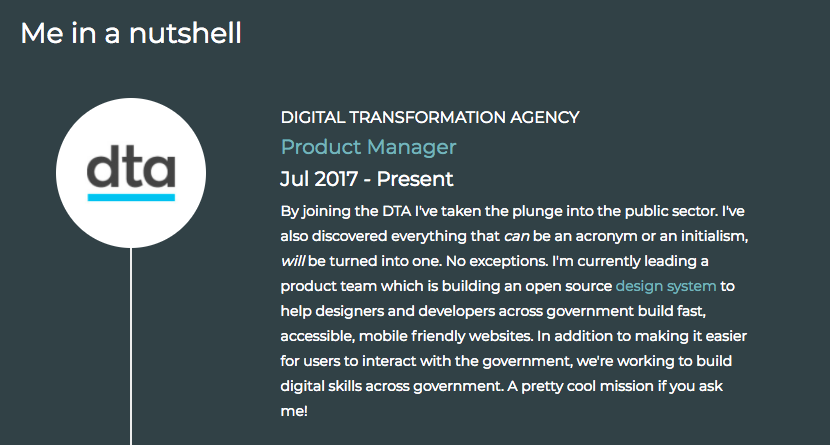 Me in a nutshell
dta
DIGITAL TRANSFORMATION AGENCY
Product Manager
Jul 2017 - Present
By joining the DTA I've taken the plunge into the public sector. I've
also discovered everything that can be an acronym or an initialism,
will be turned into one. No exceptions. I'm currently leading a
product team which is building an open source design system to
help designers and developers across government build fast,
accessible, mobile friendly websites. In addition to making it easier
for users to interact with the government, we're working to build
digital skills across government. A pretty cool mission if you ask
me!